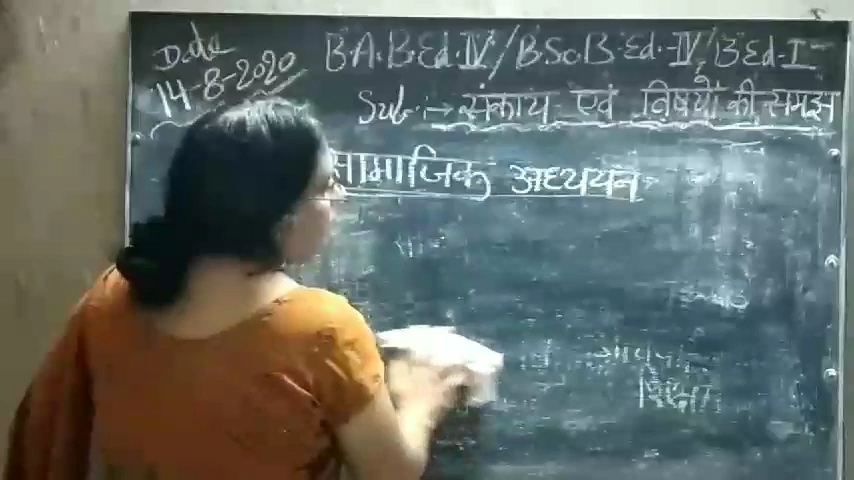 Date
14-8-2020
B.A.B.Ed.IV/B.Sc.B.Ed.-IV/B.Ed-I
Sub:→ संकाय एवं विषयों की समझ
सामाजिक अध्ययन